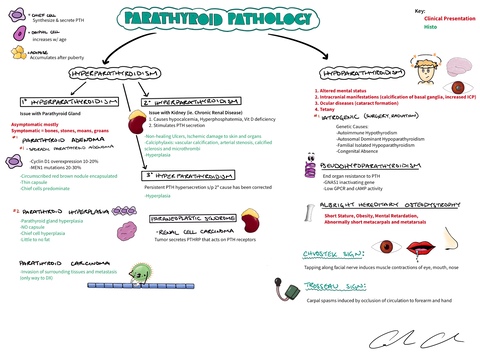 PARATHYROID PATHOLOGY
Key:
Clinical Presentation
Histo
• CHIEF CELL
Synthesize & secrete PTH
• OXYPHIL CELL
increases w/ age
• ADIPOSE
Accumulates after puberty
HYPERPARATHYROIDISM
1° HYPERPARATHYROIDISM
Issue with Parathyroid Gland
Asymptomatic mostly
Symptomatic = bones, stones, moans, groans
#1 PARATHYROID ADENOMA
-Cyclin D1 overexpression 10-20%
-MEN1 mutations 20-30%
-Circumscribed red brown nodule encapsulated
-Thin capsule
-Chief cells predominate
#2 PARATHYROID HYPERPLASIA
-Parathyroid gland hyperplasia
-NO capsule
-Chief cell hyperplasia
-Little to no fat
PARATHYROID CARCINOMA
-Invasion of surrounding tissues and metastasis
(only way to DX)
2° HYPERPARATHYROIDISM
Issue with Kidney (ie. Chronic Renal Disease)
1. Causes hypocalcemia, Hyperphosphatemia, Vit D deficiency
2. Stimulates PTH secretion
-Non-healing Ulcers, Ischemic damage to skin and organs
-Calciphylaxis: vascular calcification, arterial stenosis, calcified
sclerosis and microthrombi
-Hyperplasia
3° HYPERPARATHYROIDISM
Persistent PTH hypersecretion s/p 2° cause has been corrected
-Hyperplasia
PARANEOPLASTIC SYNDROME
- RENAL CELL CARCINOMA
Tumor secretes PTHRP that acts on PTH receptors
HYPOPARATHYROIDISM
1. Altered mental status
2. Intracranial manifestations (calcification of basal ganglia, increased ICP)
3. Ocular diseases (cataract formation)
4. Tetany
#1 IATROGENIC (SURGERY, RADIATION)
-Genetic Causes
-Autoimmune Hypothyroidism
-Autosomal Dominant Hypoparathyroidism
-Familial Isolated Hypoparathyroidism
-Congenital Absence
PSEUDOHYPOPARATHYROIDISM
End organ resistance to PTH
-GNAS1 inactivating gene
-Low GPCR and cAMP activity
ALBRIGHT HEREDITARY OSTEODYSTROPHY
Short Stature, Obesity, Mental Retardation,
Abnormally short metacarpals and metatarsals
CHVOSTEK SIGN:
Tapping along facial nerve induces muscle contractions of eye, mouth, nose
TROSSEAU SIGN:
Carpal spasms induced by occlusion of circulation to forearm and hand